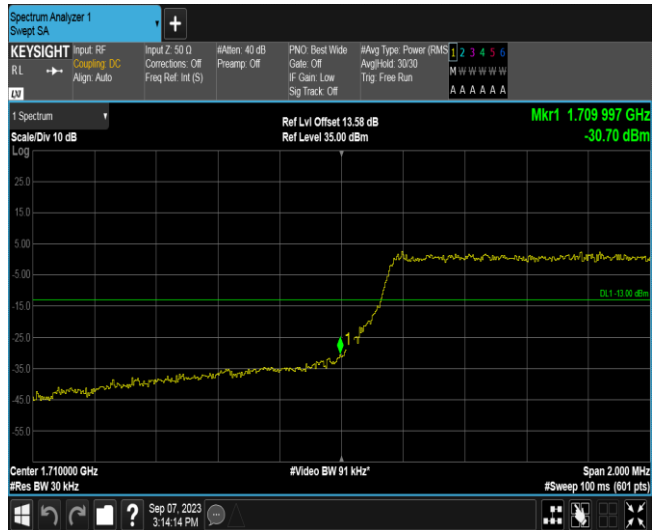 Spectrum Analyzer 1
Swept SA
+
KEYSIGHT Input: RF Input Z: 50 Ω #Atten: 40 dB PNO: Best Wide #Avg Type: Power (RMS 1 2 3 4 5 6
RL Coupling: DC Corrections: Off Preamp: Off Gate: Off Avg|Hold: 30/30 M W W W W W
Align: Auto Freq Ref: Int (S) IF Gain: Low Trig: Free Run
LXI Sig Track: Off A A A A A A
1 Spectrum Ref Lvl Offset 13.58 dB Mkr1 1.709 997 GHz
Scale/Div 10 dB Ref Level 35.00 dBm -30.70 dBm
Log
25.0
15.0
5.00
-5.00
DL1 -13.00 dBm
-15.0
-25.0
1
-35.0
-45.0
-55.0
Center 1.710000 GHz #Video BW 91 kHz* Span 2.000 MHz
#Res BW 30 kHz #Sweep 100 ms (601 pts)
? Sep 07, 2023
3:14:14 PM